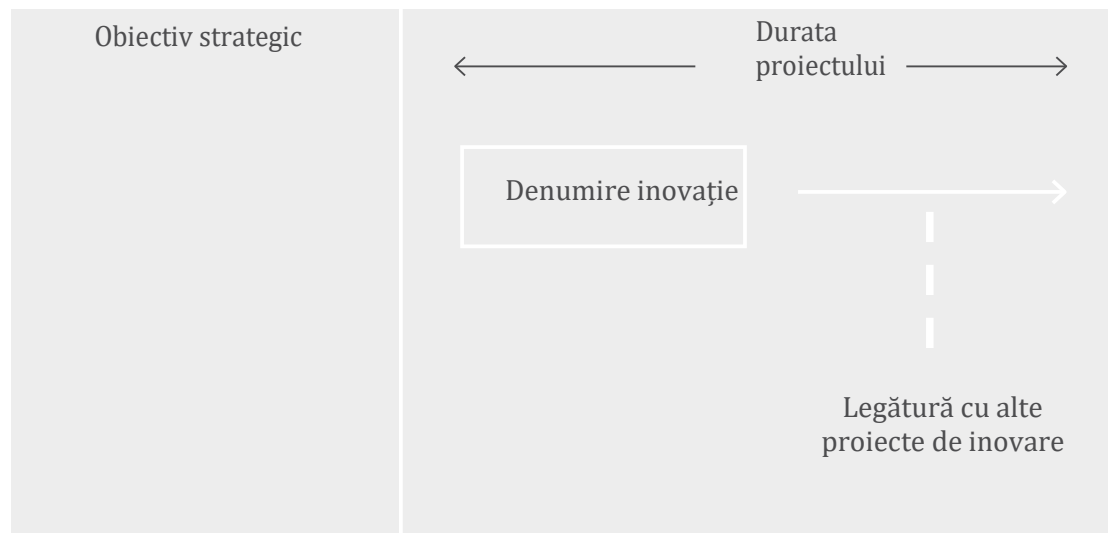 Obiectiv strategic
Durata
proiectului
Denumire inovație
Legătură cu alte
proiecte de inovare